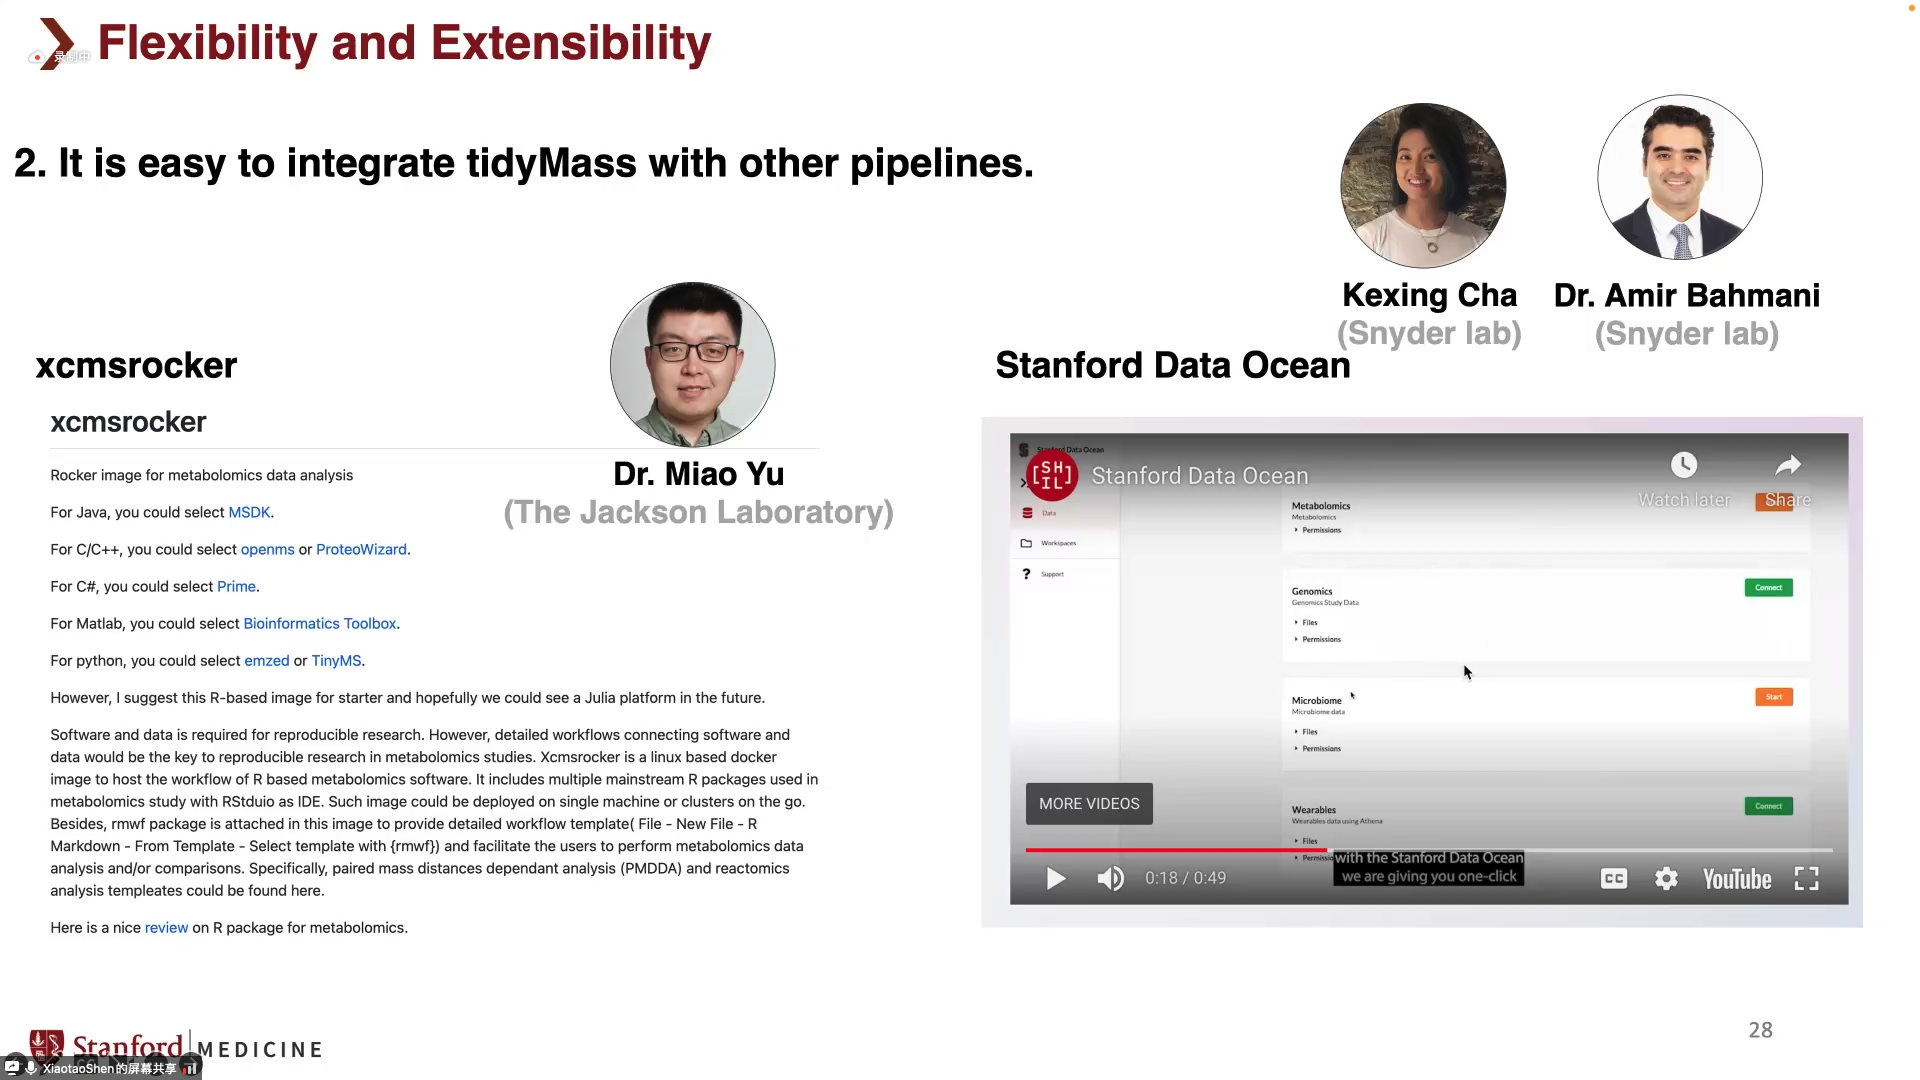 Flexibility and Extensibility
录制中
2. It is easy to integrate tidyMass with other pipelines.
Kexing Cha
(Snyder lab)
Dr. Amir Bahmani
(Snyder lab)
xcmsrocker
xcmsrocker
Dr. Miao Yu
(The Jackson Laboratory)
Rocker image for metabolomics data analysis
For Java, you could select MSDK.
For C/C++, you could select openms or ProteoWizard.
For C#, you could select Prime.
For Matlab, you could select Bioinformatics Toolbox.
For python, you could select emzed or TinyMS.
However, I suggest this R-based image for starter and hopefully we could see a Julia platform in the future.
Software and data is required for reproducible research. However, detailed workflows connecting software and
data would be the key to reproducible research in metabolomics studies. Xcmsrocker is a linux based docker
image to host the workflow of R based metabolomics software. It includes multiple mainstream R packages used in
metabolomics study with RStduio as IDE. Such image could be deployed on single machine or clusters on the go.
Besides, rmwf package is attached in this image to provide detailed workflow template( File - New File - R
Markdown - From Template - Select template with {rmwf}) and facilitate the users to perform metabolomics data
analysis and/or comparisons. Specifically, paired mass distances dependant analysis (PMDDA) and reactomics
analysis templeates could be found here.
Here is a nice review on R package for metabolomics.
Stanford Data Ocean
Stanford Data Ocean
SH
IL
Stanford Data Ocean
Watch later
Share
Data
Workspaces
Support
Metabolomics
Metabolomics
Permissions
Genomics
Genomics Study Data
Connect
Files
Permissions
Microbiome
Microbiome data
Start
Files
Permissions
Wearables
Wearables data using Athena
Connect
Files
MORE VIDEOS
with the Stanford Data Ocean
we are giving you one-click
0:18 / 0:49
CC
YouTube
Stanford MEDICINE
XiaotaoShen的屏幕共享
28